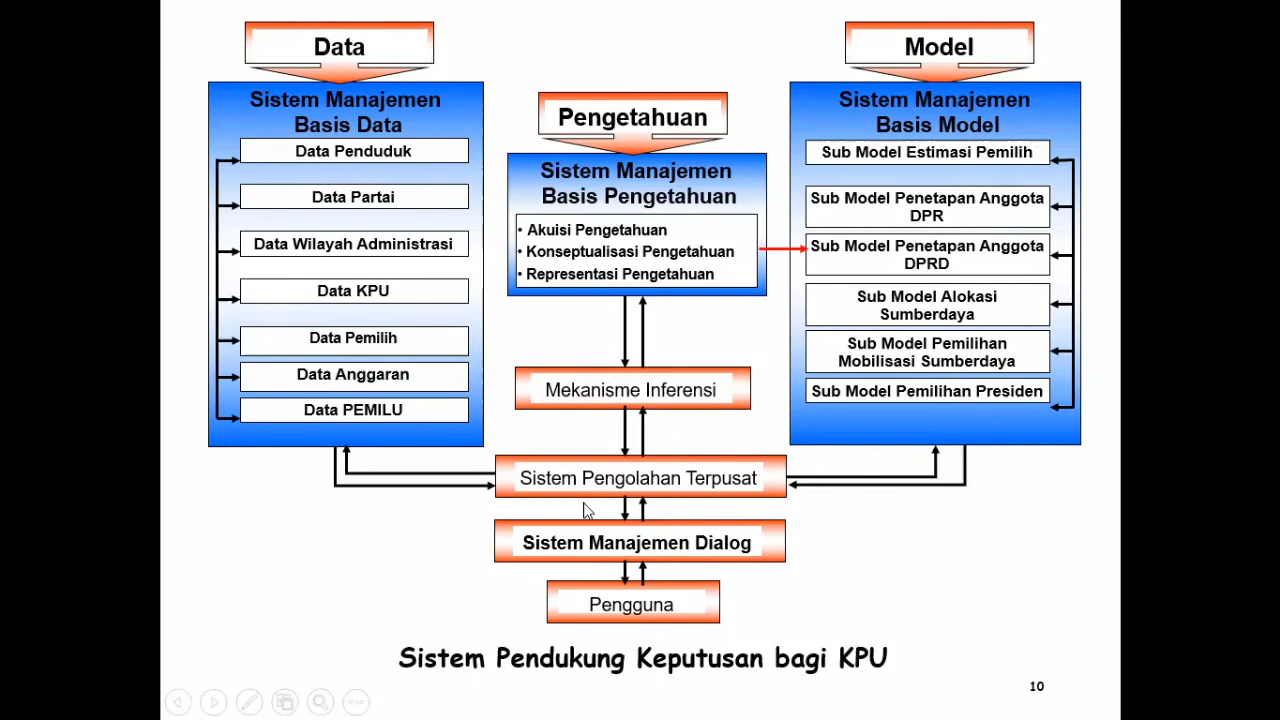 Data
Sistem Manajemen
Basis Data
Data Penduduk
Data Partai
Data Wilayah Administrasi
Data KPU
Data Pemilih
Data Anggaran
Data PEMILU
Pengetahuan
Sistem Manajemen
Basis Pengetahuan
• Akuisi Pengetahuan
• Konseptualisasi Pengetahuan
• Representasi Pengetahuan
Model
Sistem Manajemen
Basis Model
Sub Model Estimasi Pemilih
Sub Model Penetapan Anggota
DPR
Sub Model Penetapan Anggota
DPRD
Sub Model Alokasi
Sumberdaya
Sub Model Pemilihan
Mobilisasi Sumberdaya
Sub Model Pemilihan Presiden
Mekanisme Inferensi
Sistem Pengolahan Terpusat
Sistem Manajemen Dialog
Pengguna
Sistem Pendukung Keputusan bagi KPU
10